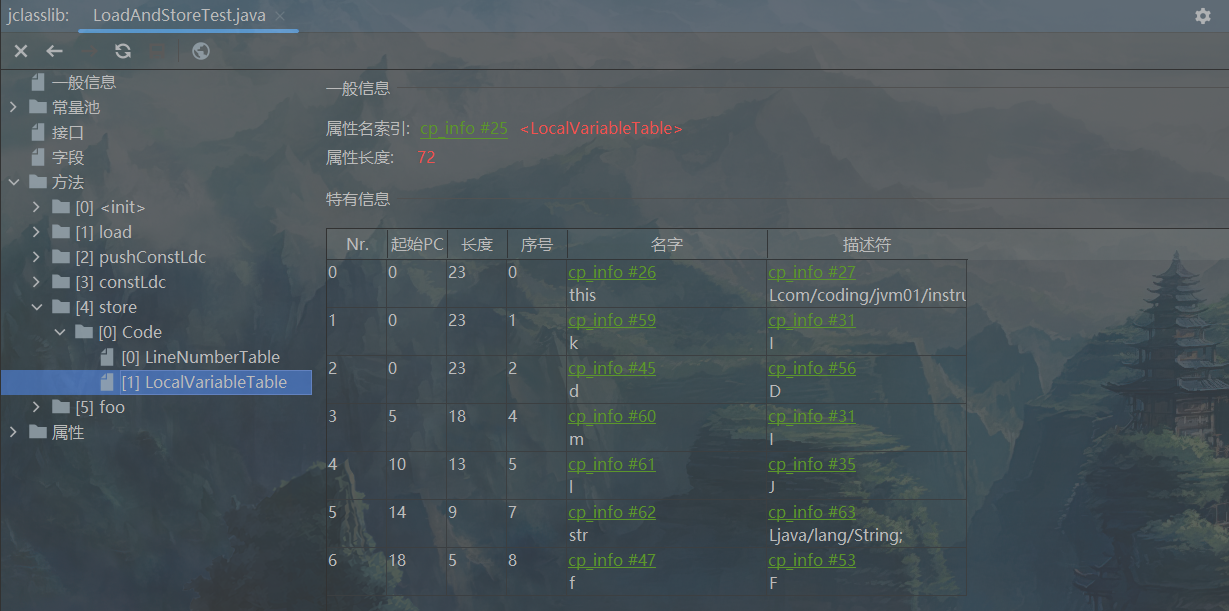 jclasslib: LoadAndStoreTest.java
一般信息
常量池
接口
字段
方法
[0] <init>
[1] load
[2] pushConstLdc
[3] constLdc
[4] store
[0] Code
[0] LineNumberTable
[1] LocalVariableTable
[5] foo
属性
一般信息
属性名索引: cp_info #25 <LocalVariableTable>
属性长度: 72
特有信息
Nr. 起始PC 长度 序号 名字 描述符
0 0 23 0 cp_info #26 cp_info #27
this Lcom/coding/jvm01/instru
1 0 23 1 cp_info #59 cp_info #31
k I
2 0 23 2 cp_info #45 cp_info #56
d D
3 5 18 4 cp_info #60 cp_info #31
m I
4 10 13 5 cp_info #61 cp_info #35
l J
5 14 9 7 cp_info #62 cp_info #63
str Ljava/lang/String;
6 18 5 8 cp_info #47 cp_info #53
f F